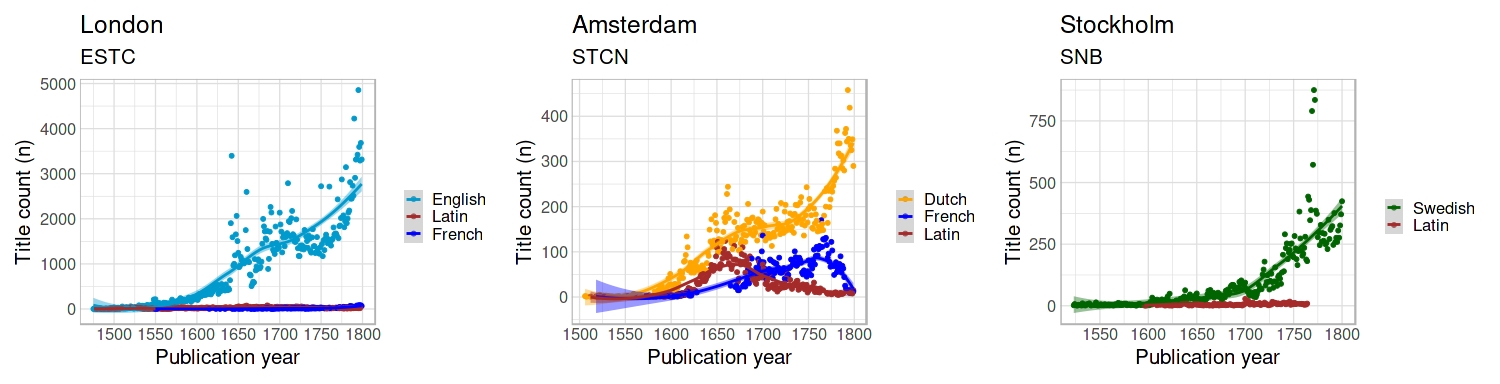 London
ESTC
Title count (n)
5000
4000
3000
2000
1000
0
1500 1550 1600 1650 1700 1750 1800
Publication year
English
Latin
French
Amsterdam
STCN
Title count (n)
400
300
200
100
0
1500 1550 1600 1650 1700 1750 1800
Publication year
Dutch
French
Latin
Stockholm
SNB
Title count (n)
750
500
250
0
1550 1600 1650 1700 1750 1800
Publication year
Swedish
Latin